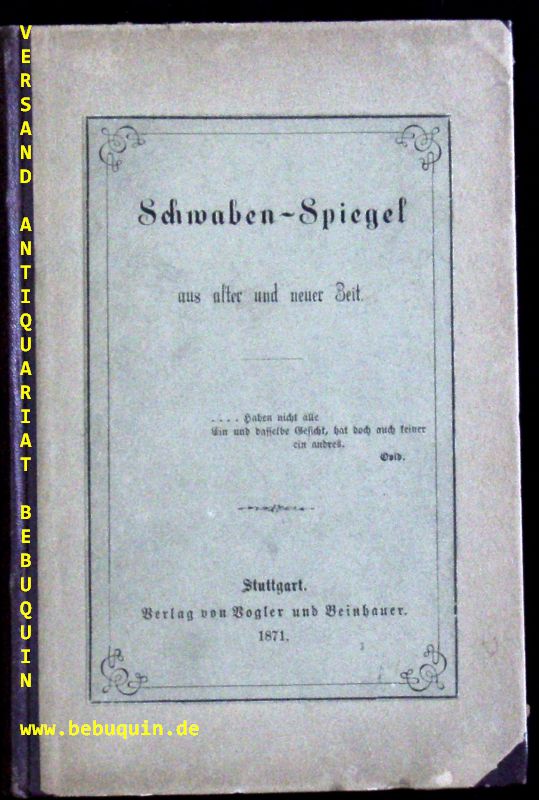 VERSAND ANTIQUARIAT BEBUQUIN
Schwaben-Spiegel
aus alter und neuer Zeit.
.... Haben nicht alle
Ein und dasselbe Gesicht, hat doch auch keiner
ein andres.
Ovid.
Stuttgart.
Verlag von Vogler und Beinhauer.
1871.
www.bebuquin.de